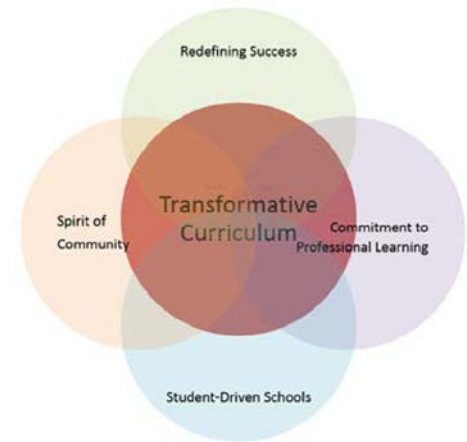 Redefining Success
Spirit of
Community
Transformative
Curriculum
Commitment to
Professional Learning
Student-Driven Schools